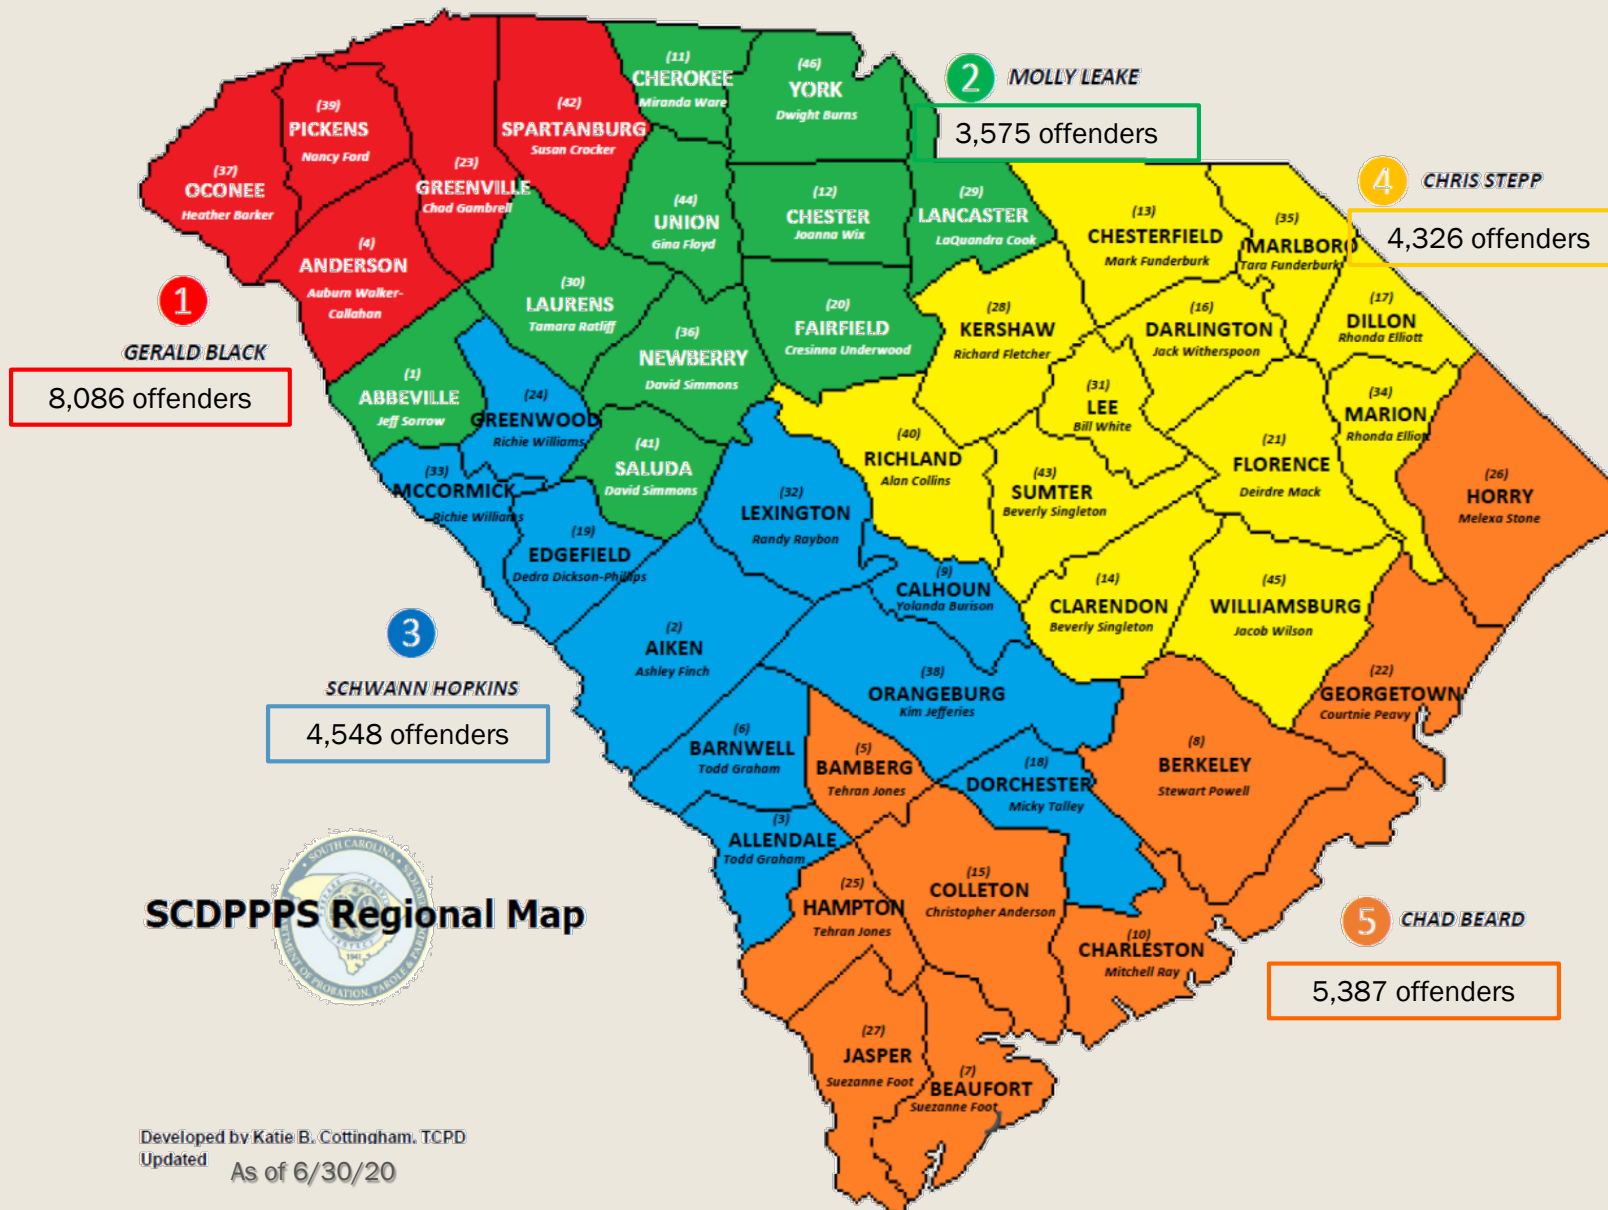 (11)
CHEROKEE
Miranda Ware
(46)
YORK
Dwight Burns
2 MOLLY LEAKE
3,575 offenders
(39)
PICKENS
Nancy Ford
(42)
SPARTANBURG
Susan Crocker
(37)
OCONEE
Heather Barker
(23)
GREENVILLE
Chad Gambrell
(44)
UNION
Gina Floyd
(12)
CHESTER
Joanna Wix
(29)
LANCASTER
LaQuandra Cook
4 CHRIS STEPP
4,326 offenders
(13)
CHESTERFIELD
Mark Funderburk
(35)
MARLBORO
Tara Funderburk
(4)
ANDERSON
Auburn Walker-
Callahan
1
GERALD BLACK
8,086 offenders
(30)
LAURENS
Tamara Ratliff
(36)
NEWBERRY
David Simmons
(20)
FAIRFIELD
Cresinna Underwood
(28)
KERSHAW
Richard Fletcher
(16)
DARLINGTON
Jack Witherspoon
(17)
DILLON
Rhonda Elliott
(1)
ABBEVILLE
Jeff Sorrow
(24)
GREENWOOD
Richie Williams
(31)
LEE
Bill White
(34)
MARION
Rhonda Elliott
(41)
SALUDA
David Simmons
(40)
RICHLAND
Alan Collins
(43)
SUMTER
Beverly Singleton
(21)
FLORENCE
Deirdre Mack
(26)
HORRY
Melexa Stone
(33)
MCCORMICK
Richie Williams
(32)
LEXINGTON
Randy Raybon
(19)
EDGEFIELD
Dedra Dickson-Phillips
(9)
CALHOUN
Yolanda Burison
(14)
CLARENDON
Beverly Singleton
(45)
WILLIAMSBURG
Jacob Wilson
3
SCHWANN HOPKINS
4,548 offenders
(2)
AIKEN
Ashley Finch
(38)
ORANGEBURG
Kim Jefferies
(22)
GEORGETOWN
Courtnie Peavy
(6)
BARNWELL
Todd Graham
(5)
BAMBERG
Tehran Jones
(18)
DORCHESTER
Micky Talley
(8)
BERKELEY
Stewart Powell
(3)
ALLENDALE
Todd Graham
(25)
HAMPTON
Tehran Jones
(15)
COLLETON
Christopher Anderson
(10)
CHARLESTON
Mitchell Ray
5 CHAD BEARD
5,387 offenders
SOUTH CAROLINA
SCDPPPS Regional Map
1941
PROBATION, PAROLE & PARDON
(27)
JASPER
Suezanne Foot
(7)
BEAUFORT
Suezanne Foot
Developed by Katie B. Cottingham, TCPD
Updated
As of 6/30/20